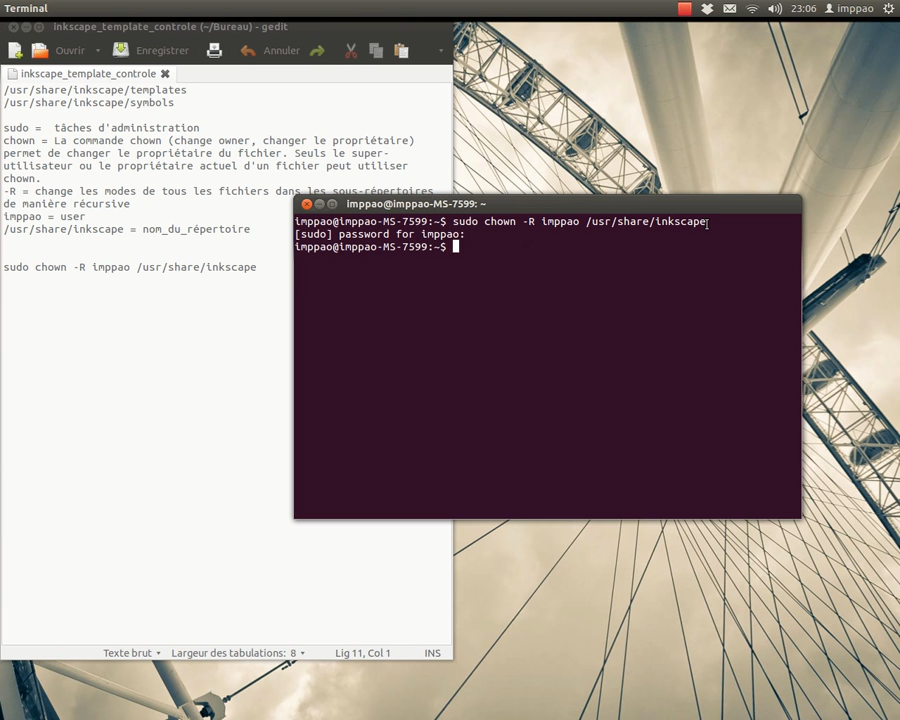 Terminal
23:06
imppao
inkscape_template_controle (~/Bureau) - gedit
Ouvrir
Enregistrer
Annuler
inkscape_template_controle
/usr/share/inkscape/templates
/usr/share/inkscape/symbols
sudo =  tâches d'administration
chown = La commande chown (change owner, changer le propriétaire)
permet de changer le propriétaire du fichier. Seuls le super-
utilisateur ou le propriétaire actuel d'un fichier peut utiliser
chown.
-R = change les modes de tous les fichiers dans les sous-répertoires
de manière récursive
imppao = user
/usr/share/inkscape = nom_du_répertoire
sudo chown -R imppao /usr/share/inkscape
imppao@imppao-MS-7599: ~
imppao@imppao-MS-7599:~$ sudo chown -R imppao /usr/share/inkscape
[sudo] password for imppao:
imppao@imppao-MS-7599:~$
Texte brut
Largeur des tabulations: 8
Lig 11, Col 1
INS